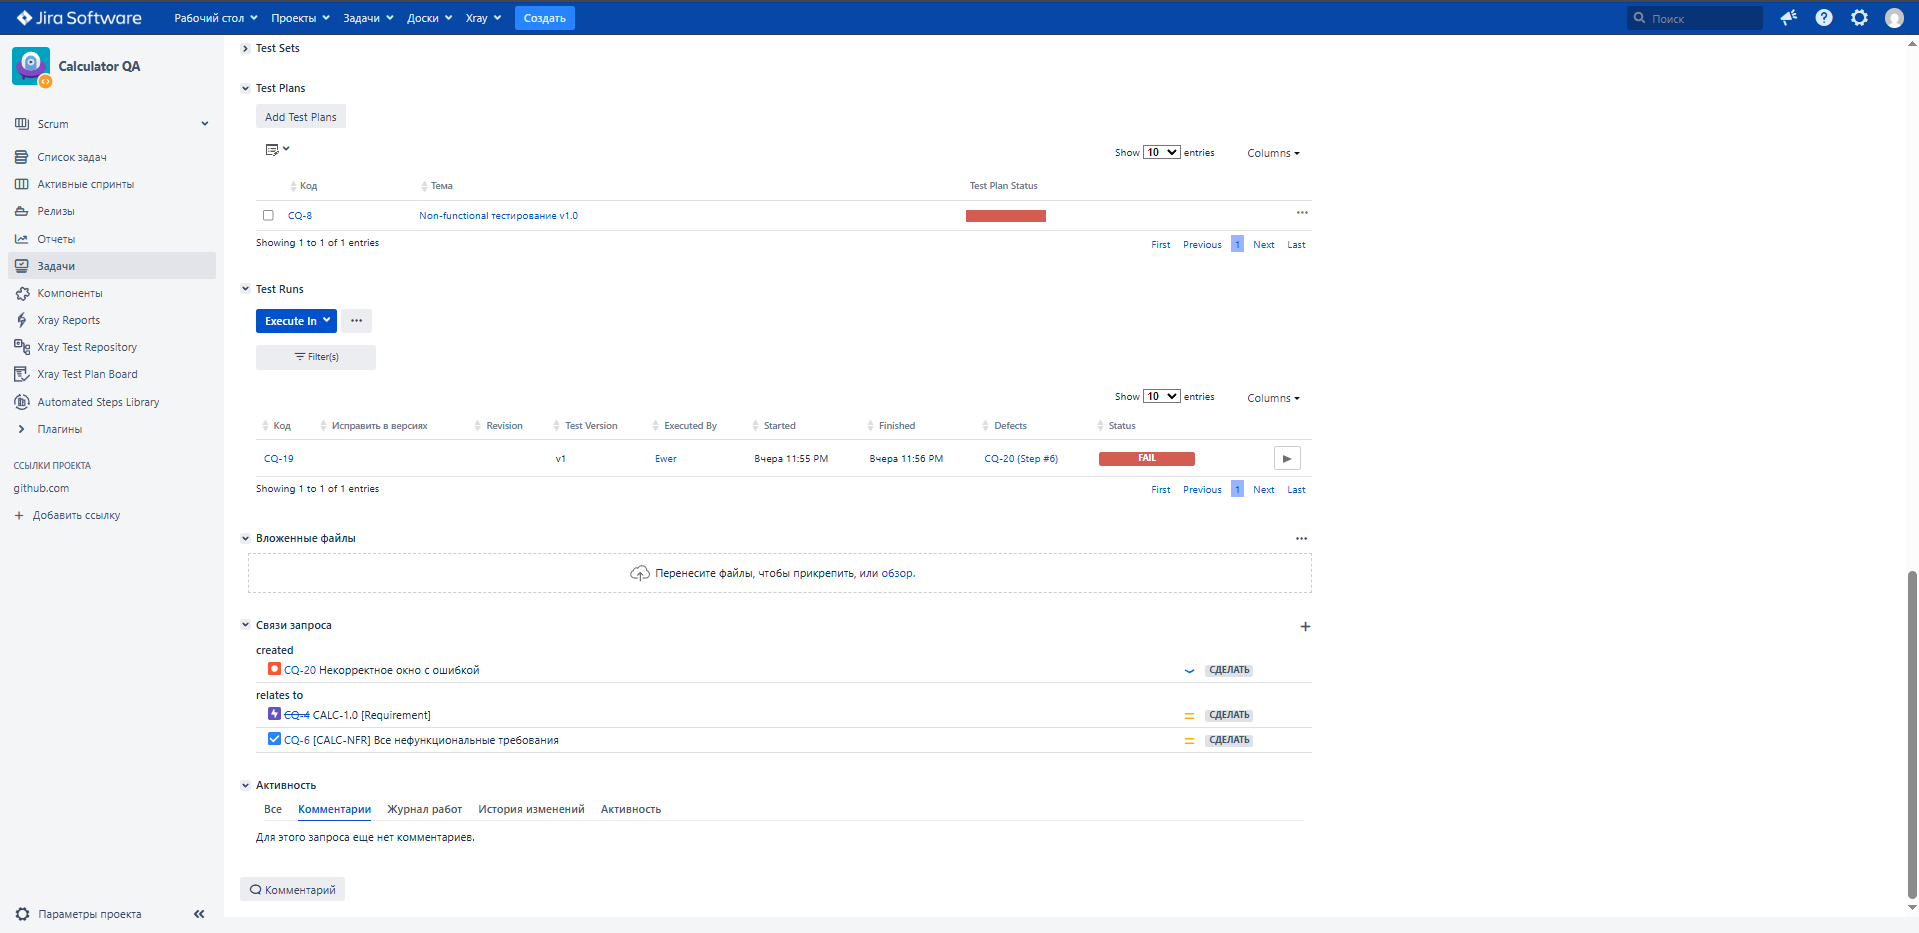 Jira Software Рабочий стол Проекты Задачи Доски Xray Создать Поиск
Calculator QA
Scrum
Список задач
Активные спринты
Релизы
Отчеты
Задачи
Компоненты
Xray Reports
Xray Test Repository
Xray Test Plan Board
Automated Steps Library
Плагины
ССЫЛКИ ПРОЕКТА
github.com
+ Добавить ссылку
Параметры проекта
Test Sets
Test Plans
Add Test Plans
Show 10 entries Columns
Код Тема Test Plan Status
CQ-8 Non-functional тестирование v1.0
Showing 1 to 1 of 1 entries First Previous 1 Next Last
Test Runs
Execute In
Filter(s)
Show 10 entries Columns
Код Исправить в версиях Revision Test Version Executed By Started Finished Defects Status
CQ-19 v1 Ewer Вчера 11:55 PM Вчера 11:56 PM CQ-20 (Step #6) FAIL
Showing 1 to 1 of 1 entries First Previous 1 Next Last
Вложенные файлы
Перенесите файлы, чтобы прикрепить, или обзор.
Связи запроса
created
CQ-20 Некорректное окно с ошибкой СДЕЛАТЬ
relates to
CQ-4 CALC-1.0 [Requirement] СДЕЛАТЬ
CQ-6 [CALC-NFR] Все нефункциональные требования СДЕЛАТЬ
Активность
Все Комментарии Журнал работ История изменений Активность
Для этого запроса еще нет комментариев.
Комментарий